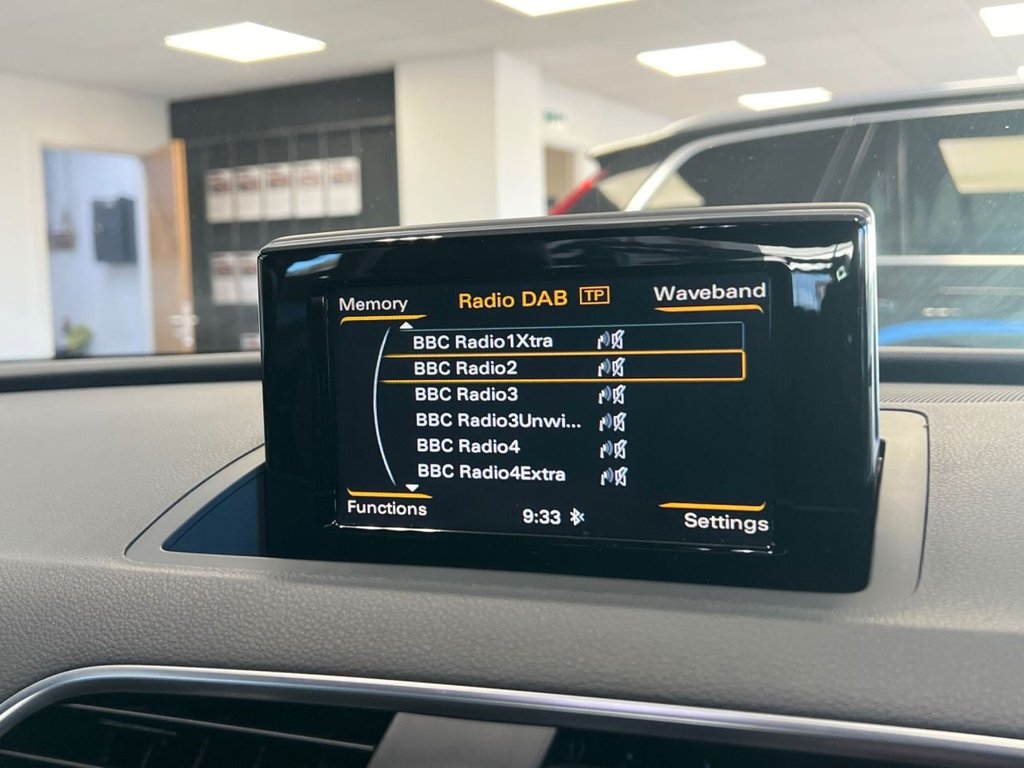 Memory Radio DAB TP Waveband
BBC Radio1Xtra
BBC Radio2
BBC Radio3
BBC Radio3Unwi...
BBC Radio4
BBC Radio4Extra
Functions 9:33 Settings